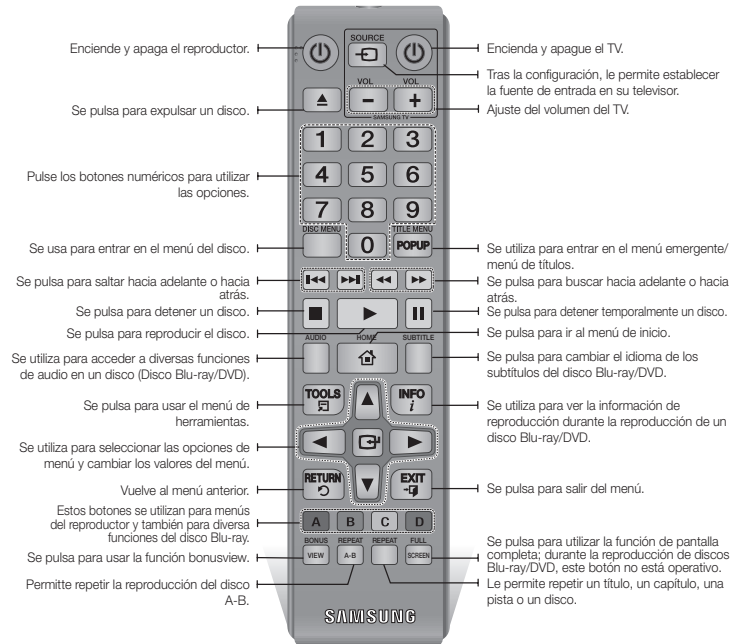 Enciende y apaga el reproductor.
Se pulsa para expulsar un disco.
Pulse los botones numéricos para utilizar
las opciones.
Se usa para entrar en el menú del disco.
Se pulsa para saltar hacia adelante o hacia
atrás.
Se pulsa para detener un disco.
Se pulsa para reproducir el disco.
Se utiliza para acceder a diversas funciones
de audio en un disco (Disco Blu-ray/DVD).
Se pulsa para usar el menú de
herramientas.
Se utiliza para seleccionar las opciones de
menú y cambiar los valores del menú.
Vuelve al menú anterior.
Estos botones se utilizan para menús
del reproductor y también para diversa
funciones del disco Blu-ray.
Se pulsa para usar la función bonusview.
Permitte repetir la reproducción del disco
A-B.
SOURCE
VOL VOL
SAMSUNG TV
1 2 3
4 5 6
7 8 9
DISC MENU TITLE MENU
0 POPUP
AUDIO HOME SUBTITLE
TOOLS INFO
i
RETURN EXIT
A B C D
BONUS REPEAT REPEAT FULL
VIEW A-B SCREEN
SAMSUNG
Encienda y apague el TV.
Tras la configuración, le permite establecer
la fuente de entrada en su televisor.
Ajuste del volumen del TV.
Se utiliza para entrar en el menú emergente/
menú de títulos.
Se pulsa para buscar hacia adelante o hacia
atrás.
Se pulsa para detener temporalmente un disco.
Se pulsa para ir al menú de inicio.
Se pulsa para cambiar el idioma de los
subtítulos del disco Blu-ray/DVD.
Se utiliza para ver la información de
reproducción durante la reproducción de un
disco Blu-ray/DVD.
Se pulsa para salir del menú.
Se pulsa para utilizar la función de pantalla
completa; durante la reproducción de discos
Blu-ray/DVD, este botón no está operativo.
Le permite repetir un título, un capítulo, una
pista o un disco.